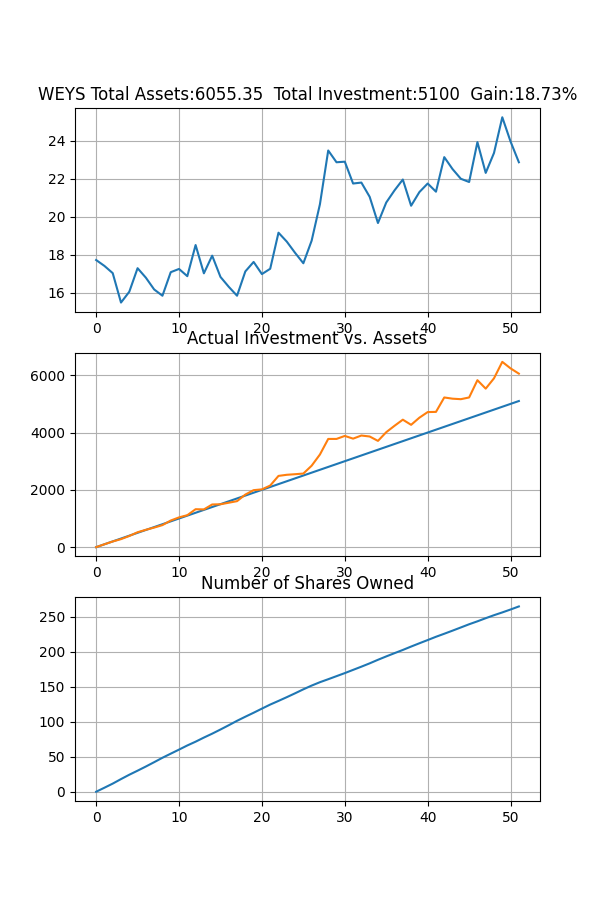 WEYS Total Assets:6055.35  Total Investment:5100  Gain:18.73%
24
22
20
18
16
0 10 20 30 40 50
Actual Investment vs. Assets
6000
4000
2000
0
0 10 20 30 40 50
Number of Shares Owned
250
200
150
100
50
0
0 10 20 30 40 50